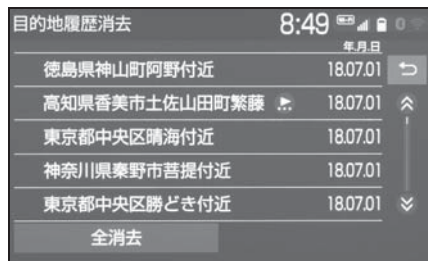 目的地履歴消去 8:49
年.月.日
徳島県神山町阿野付近 18.07.01
高知県香美市土佐山田町繁藤 18.07.01
東京都中央区晴海付近 18.07.01
神奈川県秦野市菩提付近 18.07.01
東京都中央区勝どき付近 18.07.01
全消去